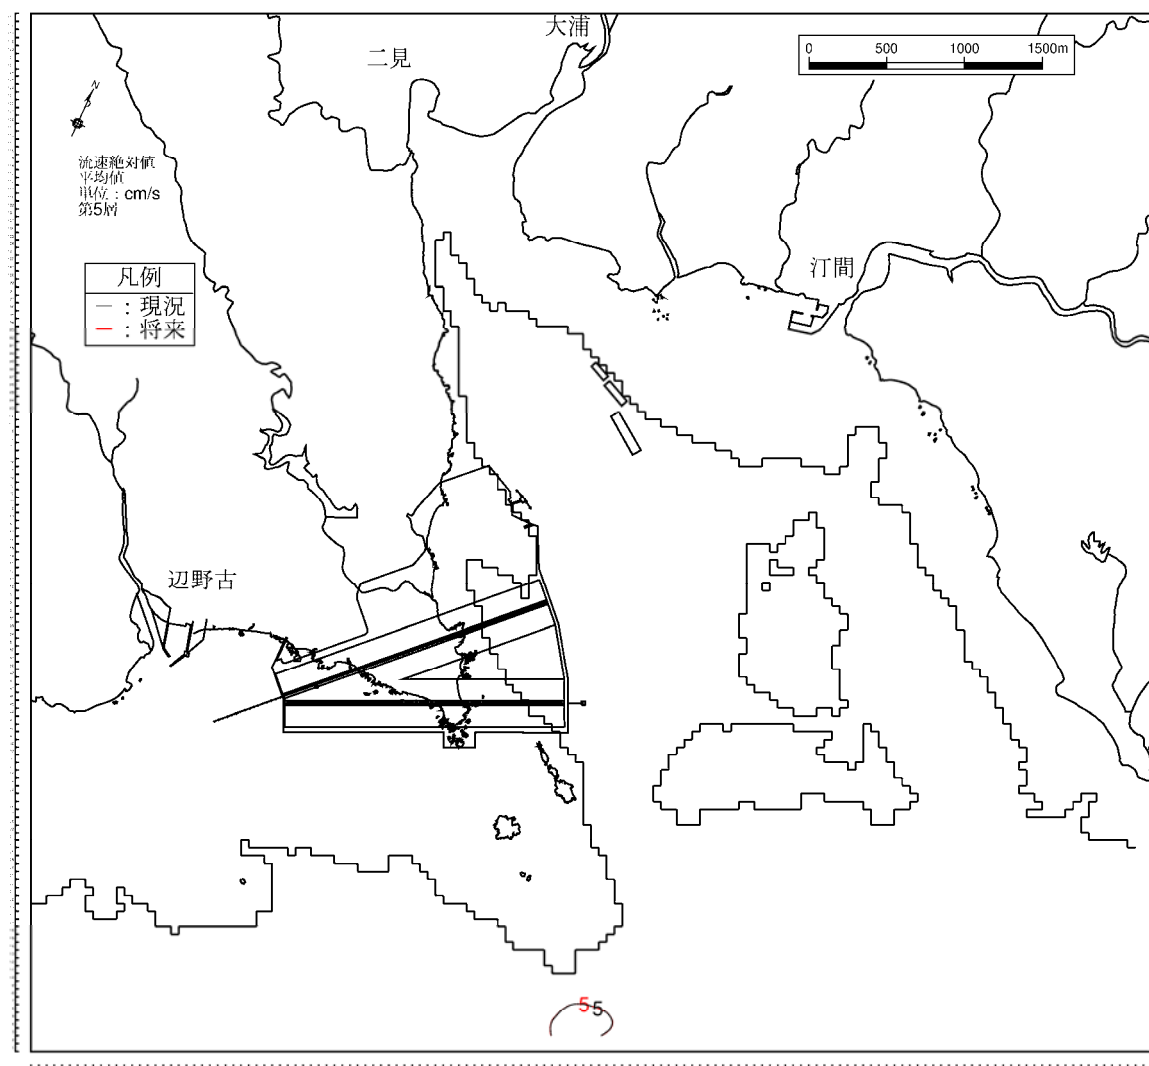 大浦
二見
0 500 1000 1500m
N
流速絶対値
平均値
単位：cm/s
第5層
凡例
―：現況
―：将来
汀間
辺野古
5 5